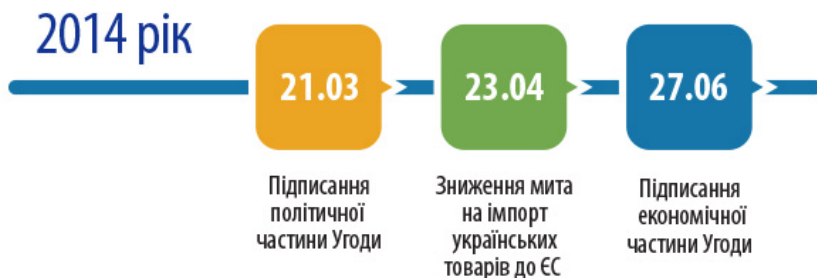 2014 рік
21.03
23.04
27.06
Підписання
політичної
частини Угоди
Зниження мита
на імпорт
українських
товарів до ЄС
Підписання
економічної
частини Угоди